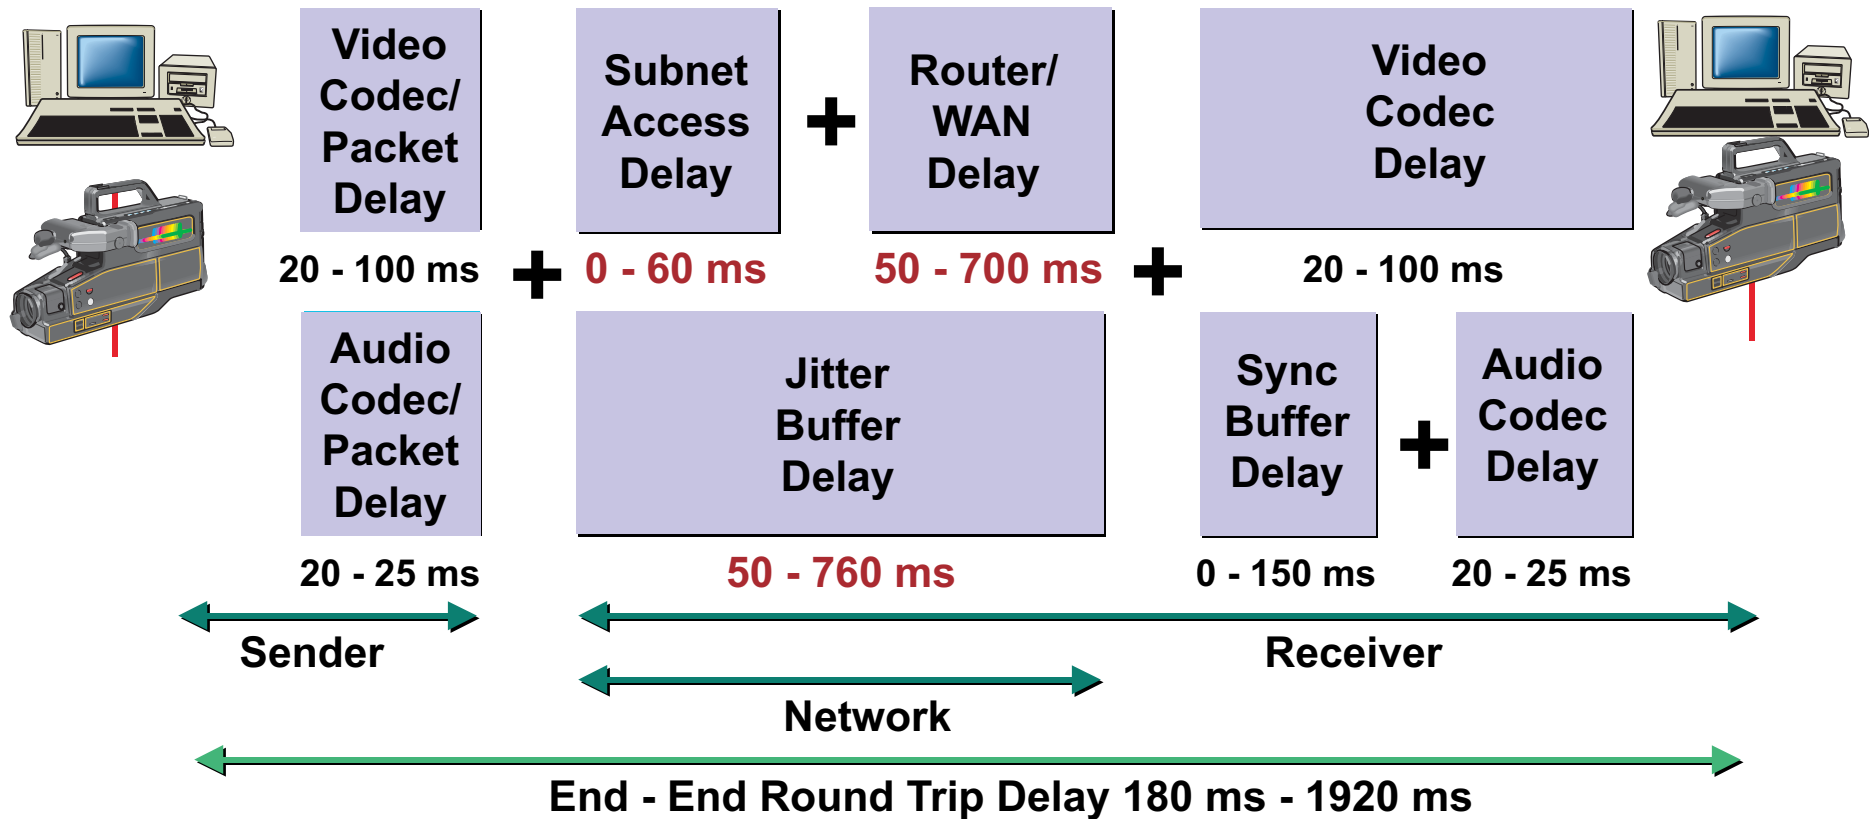 Video
Codec/
Packet
Delay
20 - 100 ms
+
Subnet
Access
Delay
0 - 60 ms
+
Router/
WAN
Delay
50 - 700 ms
+
Video
Codec
Delay
20 - 100 ms
Audio
Codec/
Packet
Delay
20 - 25 ms
Jitter
Buffer
Delay
50 - 760 ms
Sync
Buffer
Delay
0 - 150 ms
+
Audio
Codec
Delay
20 - 25 ms
Sender
Receiver
Network
End - End Round Trip Delay 180 ms - 1920 ms